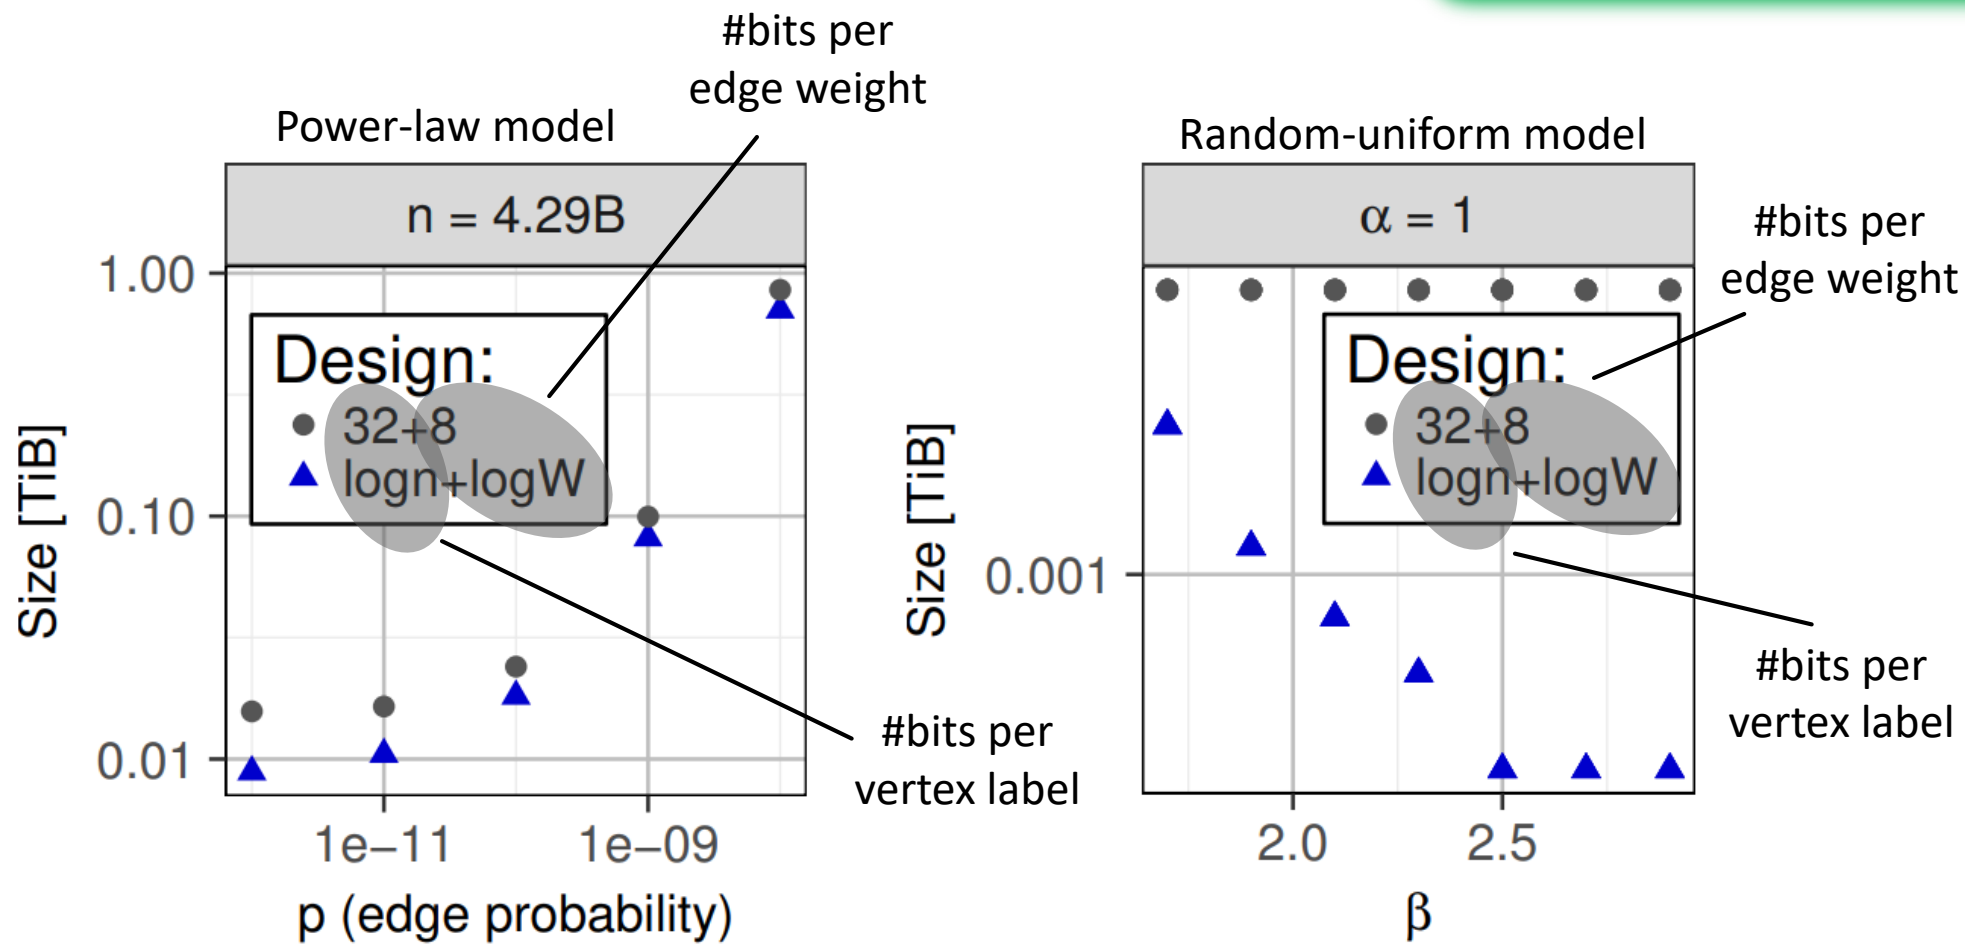 #bits per
edge weight
Power-law model
n = 4.29B
1.00
0.10
0.01
Size [TiB]
Design:
32+8
logn+logW
1e−11
1e−09
p (edge probability)
#bits per
vertex label
Random-uniform model
α = 1
#bits per
edge weight
Size [TiB]
0.001
Design:
32+8
logn+logW
#bits per
vertex label
2.0
2.5
β